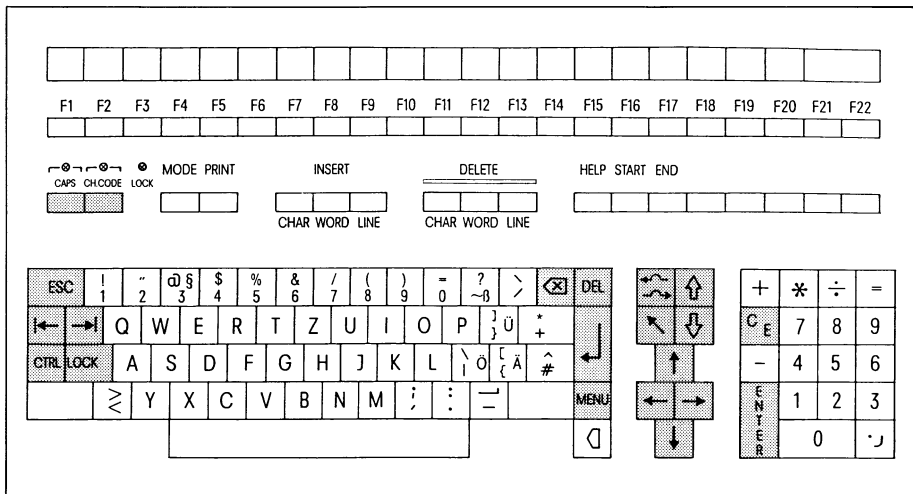 F1 F2 F3 F4 F5 F6 F7 F8 F9 F10 F11 F12 F13 F14 F15 F16 F17 F18 F19 F20 F21 F22
MODE PRINT INSERT DELETE HELP START END
CAPS CH.CODE LOCK
CHAR WORD LINE CHAR WORD LINE
! " @ § $ % & / ( ) = ? \
ESC 1 2 3 4 5 6 7 8 9 0 ~ß / DEL + * ÷ =
Q W E R T Z U I O P ] } Ü * + C E 7 8 9
CTRL LOCK A S D F G H J K L \ | Ö [ { Ä ^ # - 4 5 6
> < Y X C V B N M ; , : . _ MENU ENTER 1 2 3
0 . ,